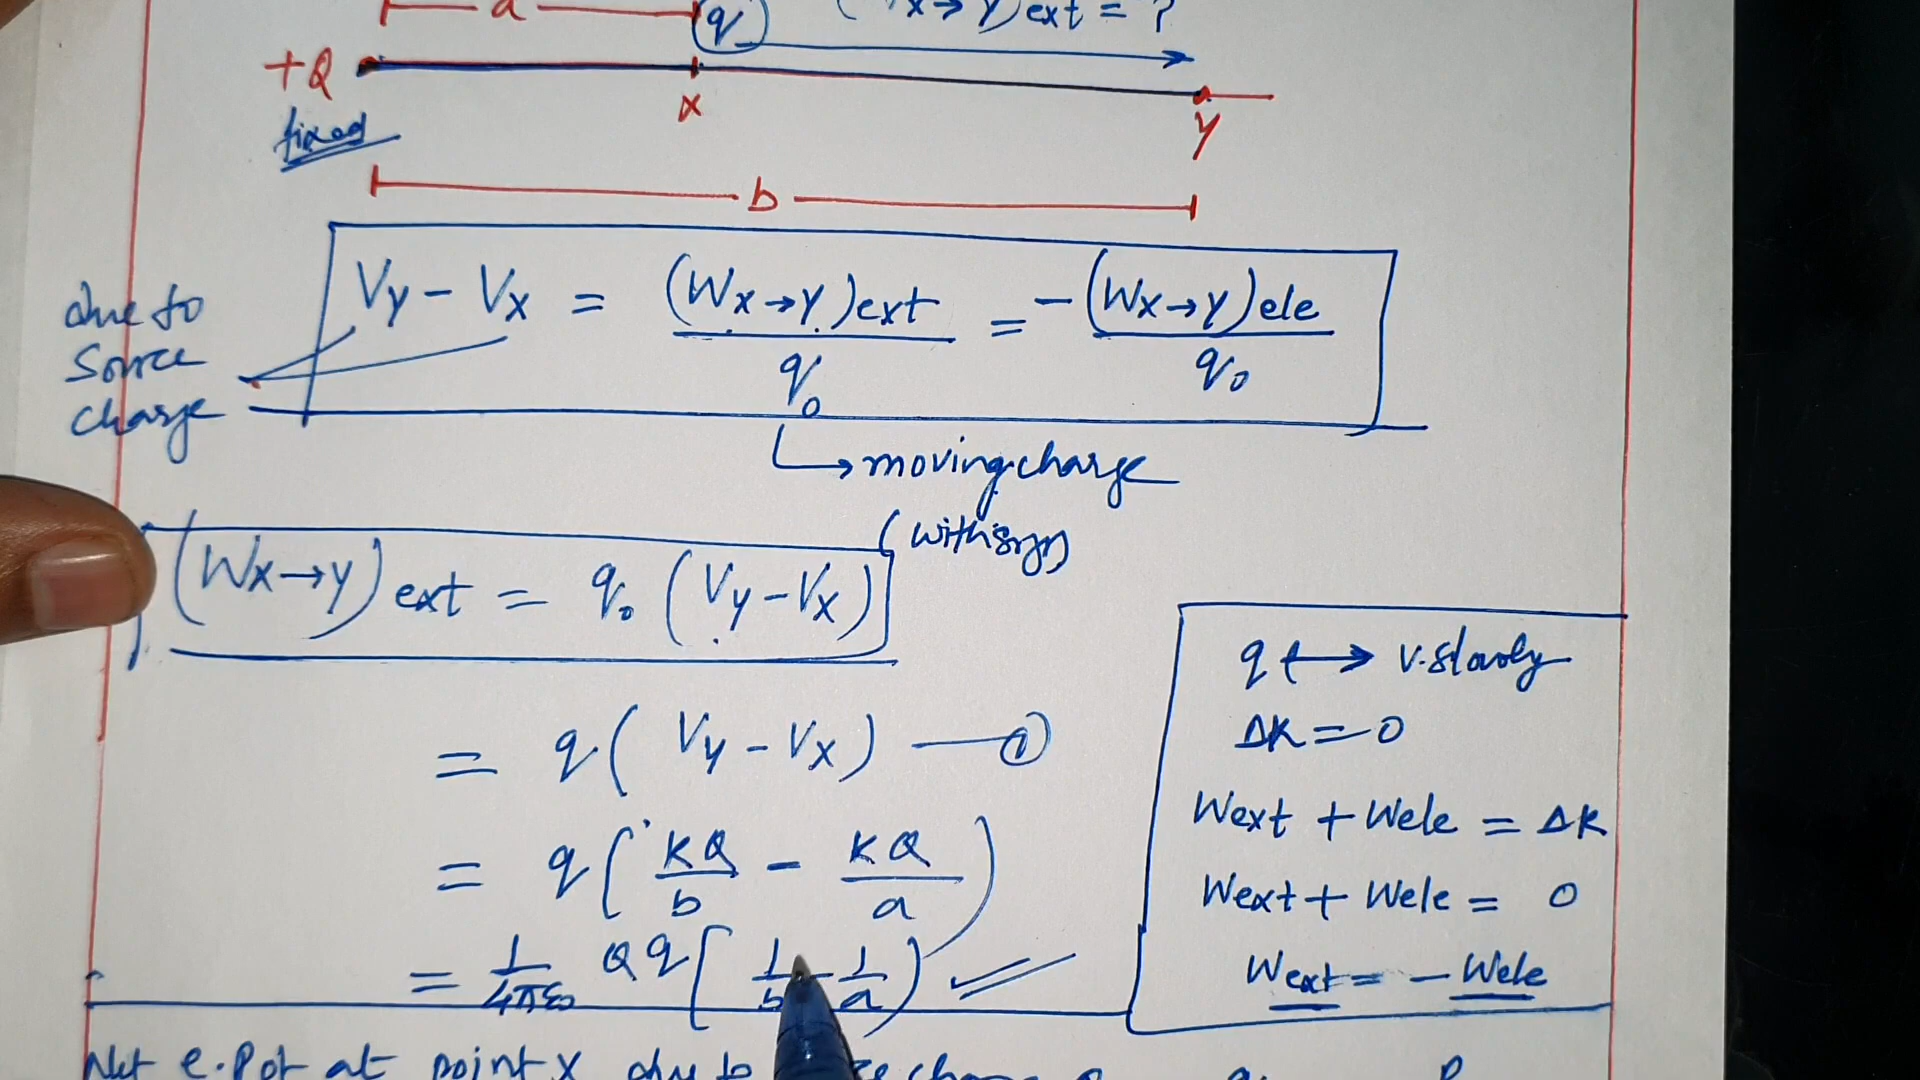 a q (Wx→y)ext = ?
+Q
fixed
x
y
b
Vy - Vx = (Wx→y)ext / q0 = -(Wx→y)ele / q0
due to
Source
charge
→ moving charge
(with sign)
(Wx→y)ext = q0 (Vy - Vx)
= q (Vy - Vx) — ①
= q (KQ/b - KQ/a)
= 1/4πε0 Qq [1/b - 1/a)
q → v. slowly
ΔK = 0
Wext + Wele = ΔK
Wext + Wele = 0
Wext = - Wele
Net e. Pot at point x due to